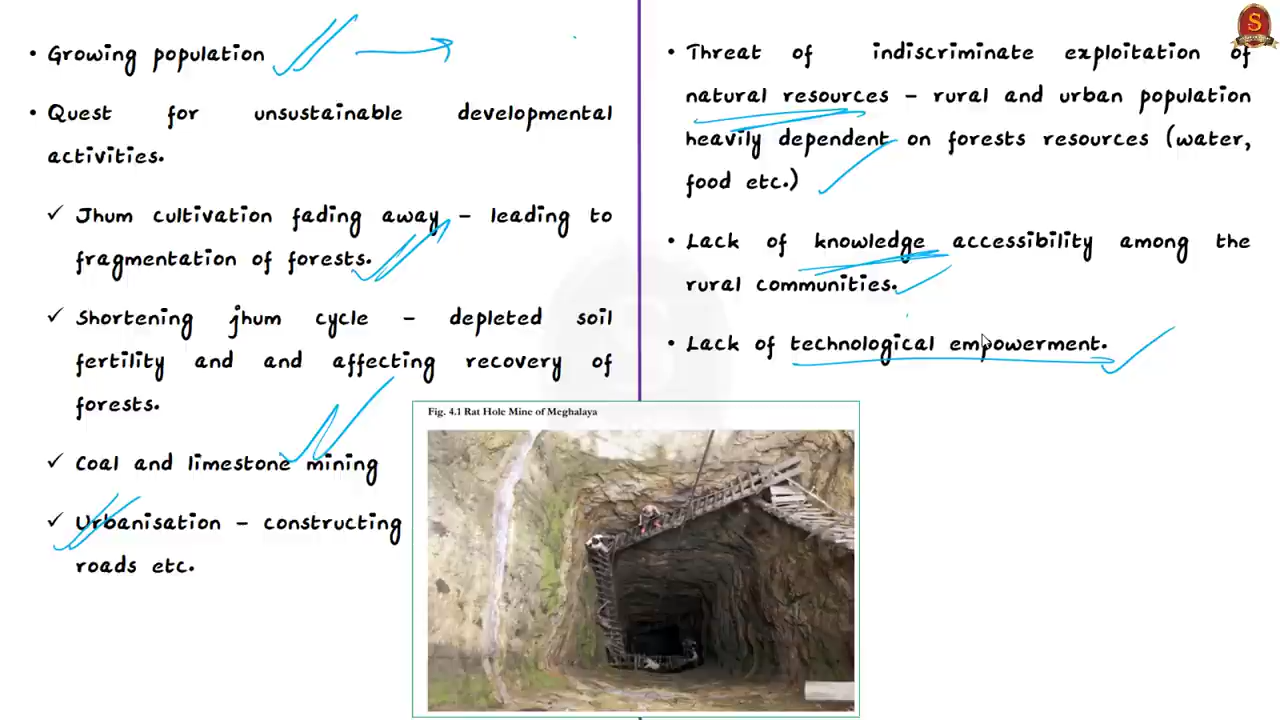 • Growing population
• Quest for unsustainable developmental
activities.
✓ Jhum cultivation fading away – leading to
fragmentation of forests.
✓ Shortening jhum cycle – depleted soil
fertility and and affecting recovery of
forests.
✓ Coal and limestone mining
✓ Urbanisation – constructing
roads etc.
• Threat of indiscriminate exploitation of
natural resources – rural and urban population
heavily dependent on forests resources (water,
food etc.)
• Lack of knowledge accessibility among the
rural communities.
• Lack of technological empowerment.
Fig. 4.1 Rat Hole Mine of Meghalaya
S